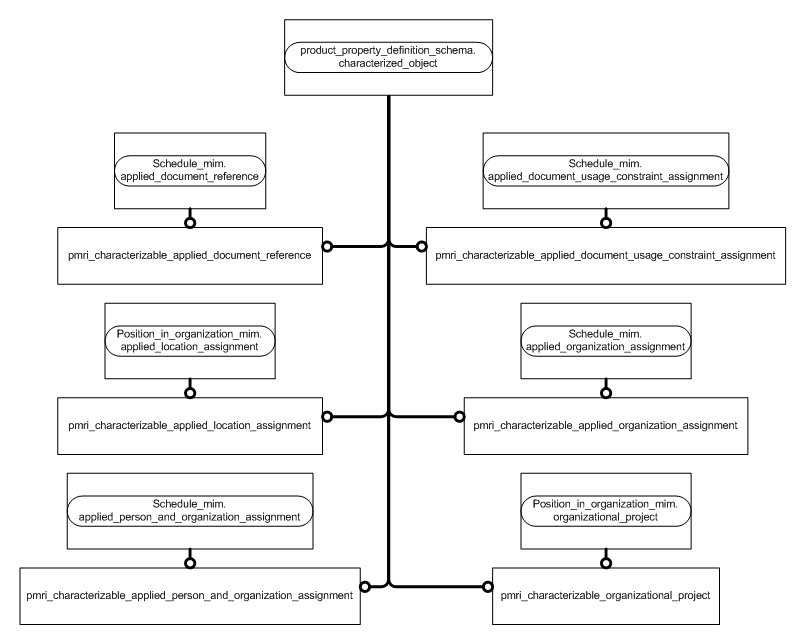 product_property_definition_schema.
characterized_object
Schedule_mim.
applied_document_reference
Schedule_mim.
applied_document_usage_constraint_assignment
pmri_characterizable_applied_document_reference
pmri_characterizable_applied_document_usage_constraint_assignment
Position_in_organization_mim.
applied_location_assignment
Schedule_mim.
applied_organization_assignment
pmri_characterizable_applied_location_assignment
pmri_characterizable_applied_organization_assignment
Schedule_mim.
applied_person_and_organization_assignment
Position_in_organization_mim.
organizational_project
pmri_characterizable_applied_person_and_organization_assignment
pmri_characterizable_organizational_project